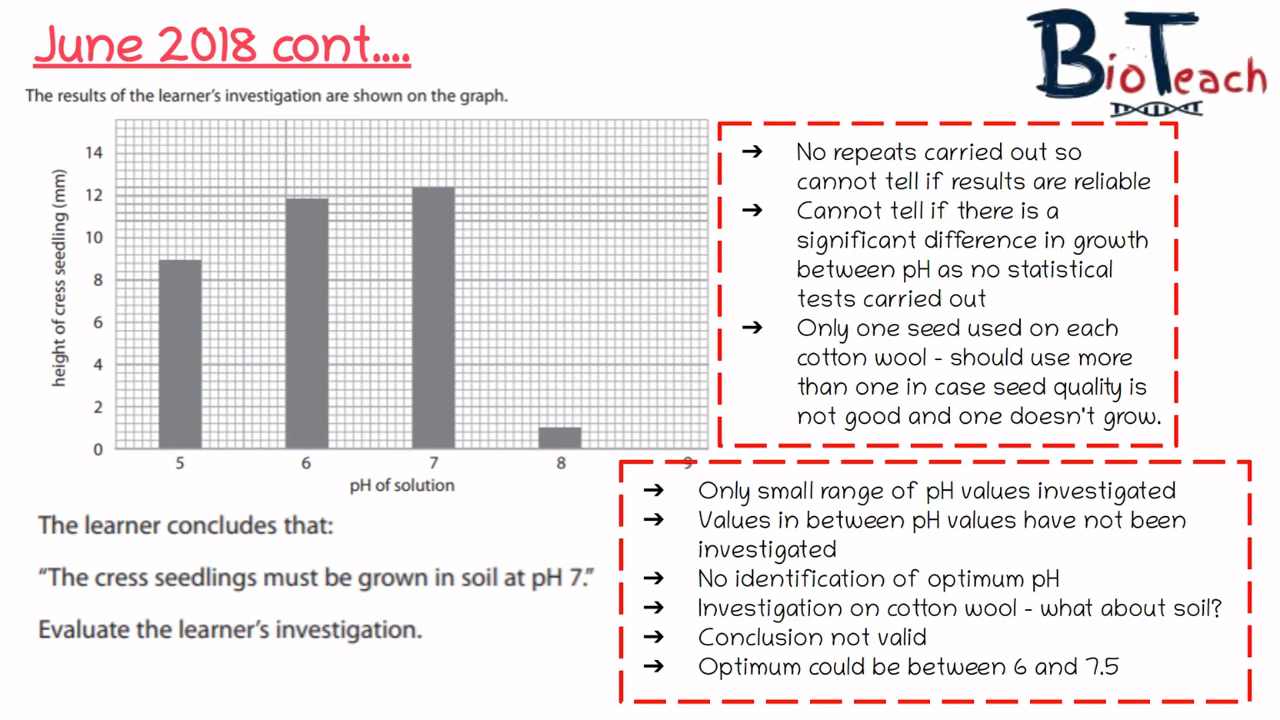 June 2018 cont....
BioTeach
The results of the learner's investigation are shown on the graph.
height of cress seedling (mm)
14
12
10
8
6
4
2
0
5 6 7 8 9
pH of solution
➔ No repeats carried out so
cannot tell if results are reliable
➔ Cannot tell if there is a
significant difference in growth
between pH as no statistical
tests carried out
➔ Only one seed used on each
cotton wool - should use more
than one in case seed quality is
not good and one doesn't grow.
The learner concludes that:
"The cress seedlings must be grown in soil at pH 7."
Evaluate the learner's investigation.
➔ Only small range of pH values investigated
➔ Values in between pH values have not been
investigated
➔ No identification of optimum pH
➔ Investigation on cotton wool - what about soil?
➔ Conclusion not valid
➔ Optimum could be between 6 and 7.5